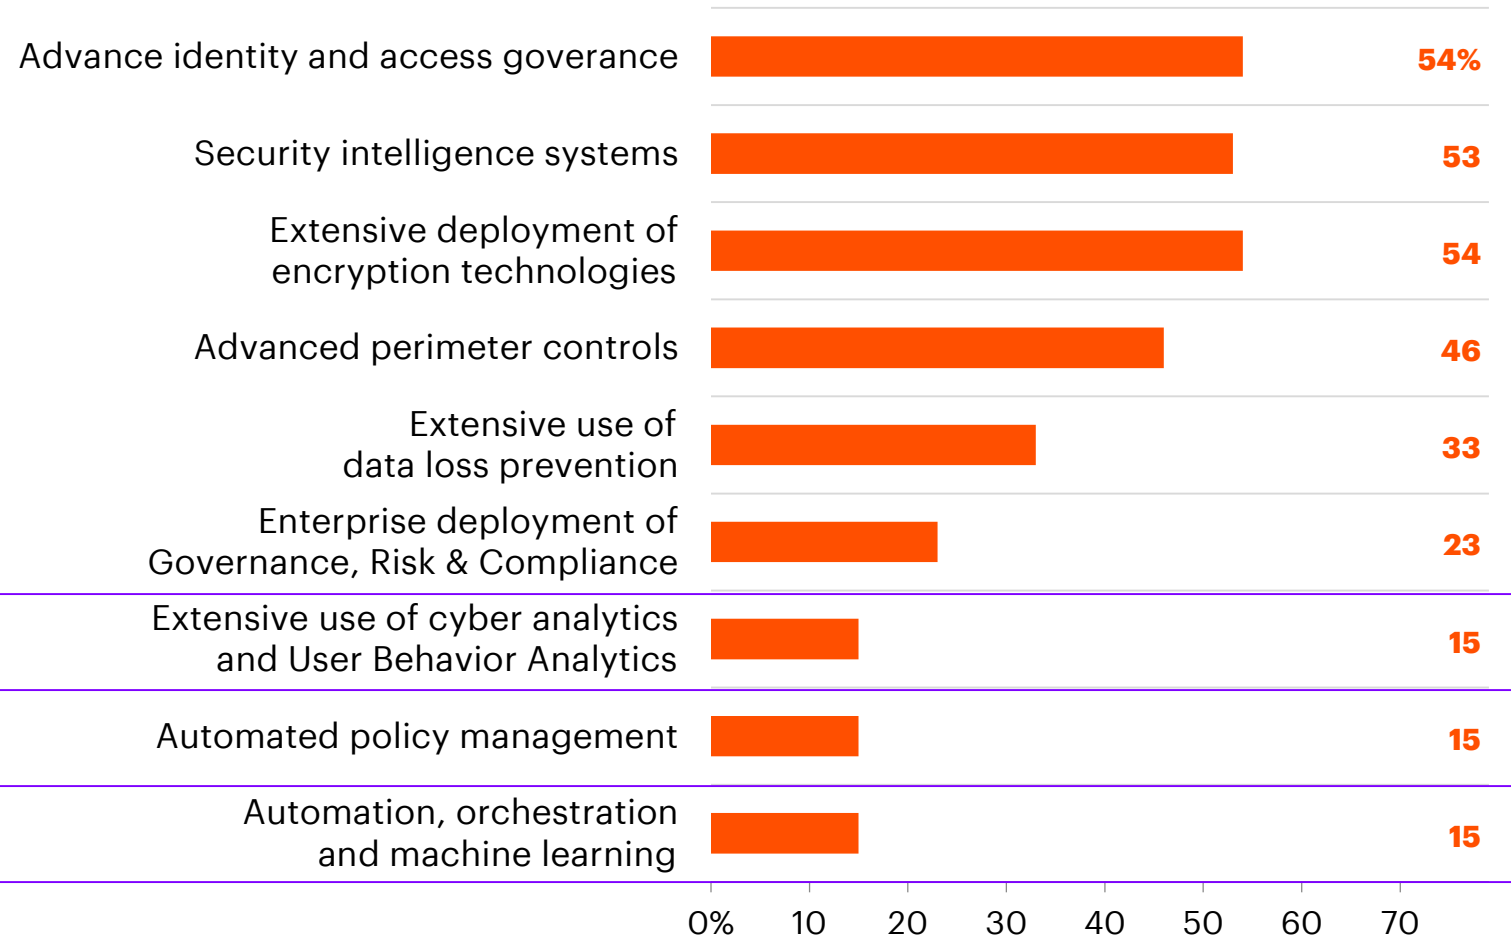 Advance identity and access goverance
54%
Security intelligence systems
53
Extensive deployment of
encryption technologies
54
Advanced perimeter controls
46
Extensive use of
data loss prevention
33
Enterprise deployment of
Governance, Risk & Compliance
23
Extensive use of cyber analytics
and User Behavior Analytics
15
Automated policy management
15
Automation, orchestration
and machine learning
15
0% 10 20 30 40 50 60 70